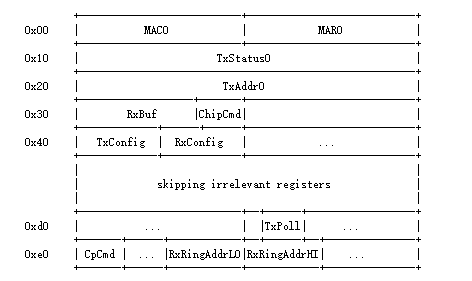 0x00 | MAC0 | MAR0 |
0x10 | TxStatus0 |
0x20 | TxAddr0 |
0x30 | RxBuf |ChipCmd| |
0x40 | TxConfig | RxConfig | ... |
| skipping irrelevant registers |
0xd0 | ... | |TxPoll| ... |
0xe0 | CpCmd | ... |RxRingAddrLO|RxRingAddrHI| ... |